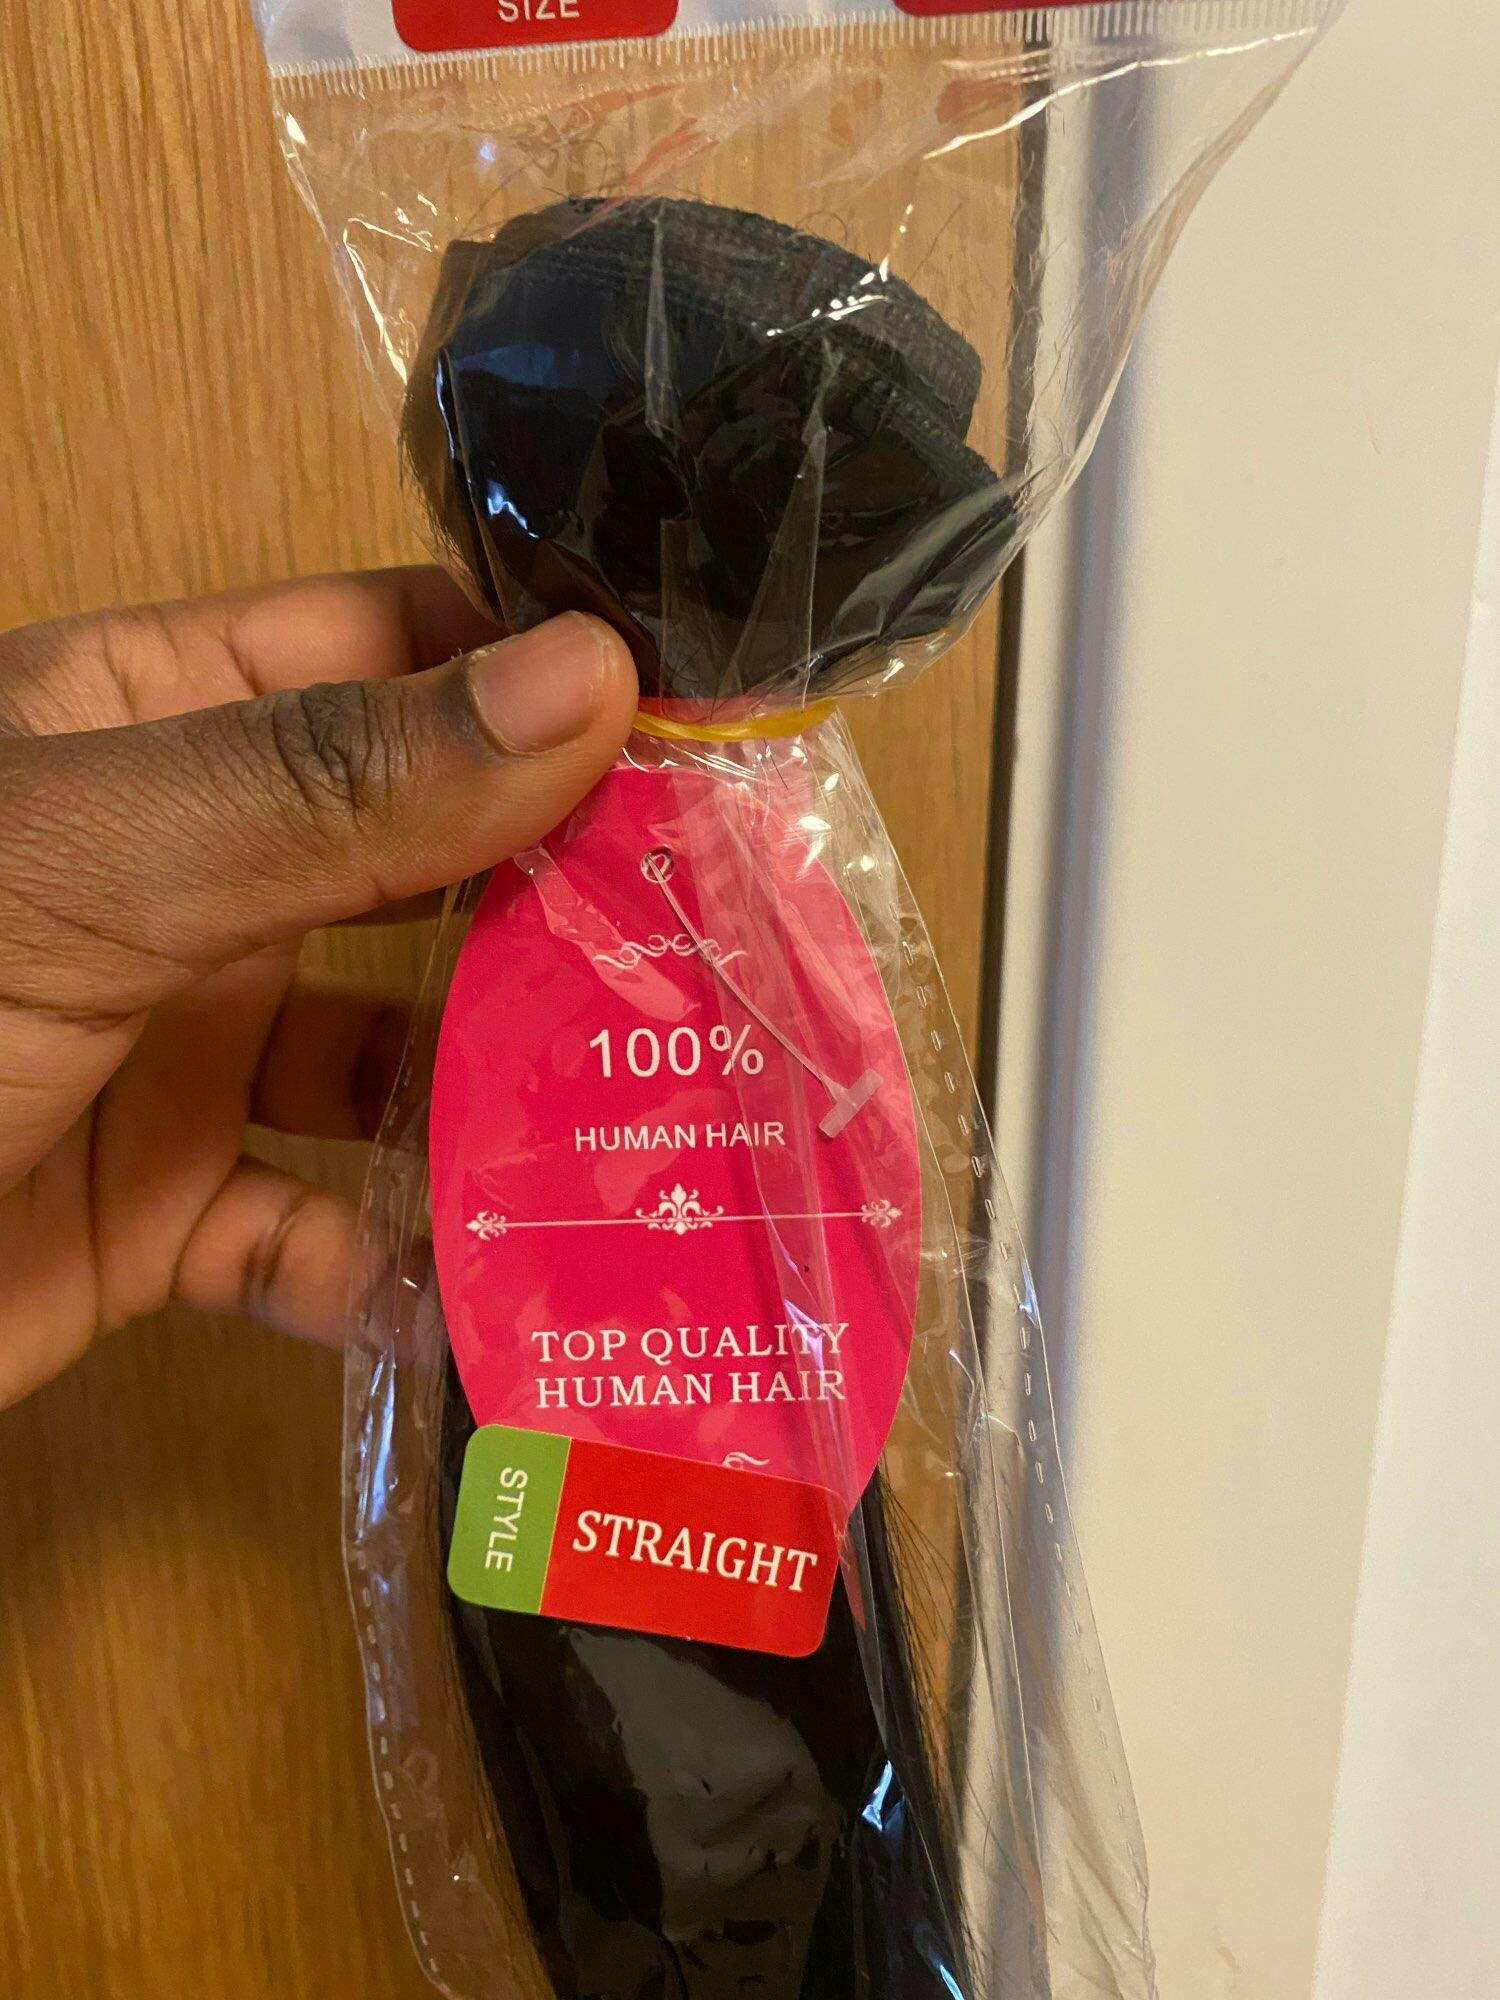 SIZE
100%
HUMAN HAIR
TOP QUALITY
HUMAN HAIR
STYLE
STRAIGHT